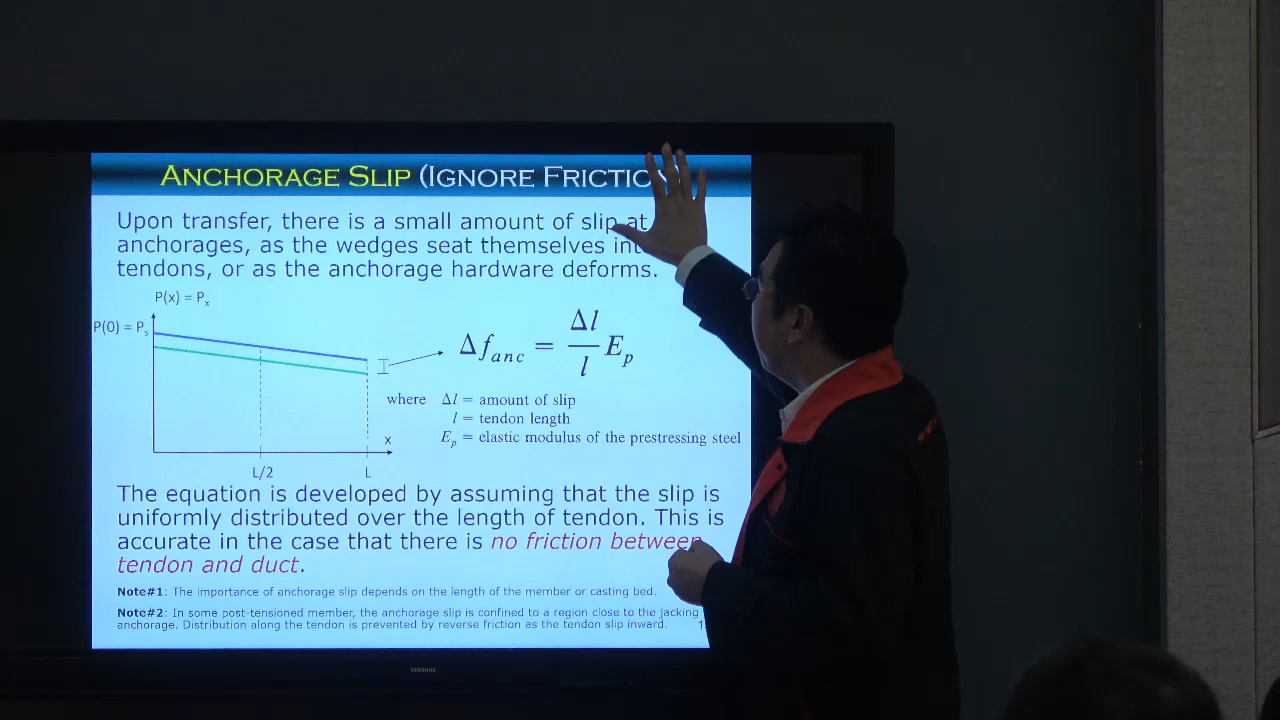 ANCHORAGE SLIP (IGNORE FRICTIO
Upon transfer, there is a small amount of slip at
anchorages, as the wedges seat themselves int
tendons, or as the anchorage hardware deforms.
P(x) = Pₓ
P(0) = Pₛ
Δf_anc = Δl/l E_p
where Δl = amount of slip
l = tendon length
E_p = elastic modulus of the prestressing steel
x
L/2 L
The equation is developed by assuming that the slip is
uniformly distributed over the length of tendon. This is
accurate in the case that there is no friction between
tendon and duct.
Note#1: The importance of anchorage slip depends on the length of the member or casting bed.
Note#2: In some post-tensioned member, the anchorage slip is confined to a region close to the jacking
anchorage. Distribution along the tendon is prevented by reverse friction as the tendon slip inward.
SAMSUNG